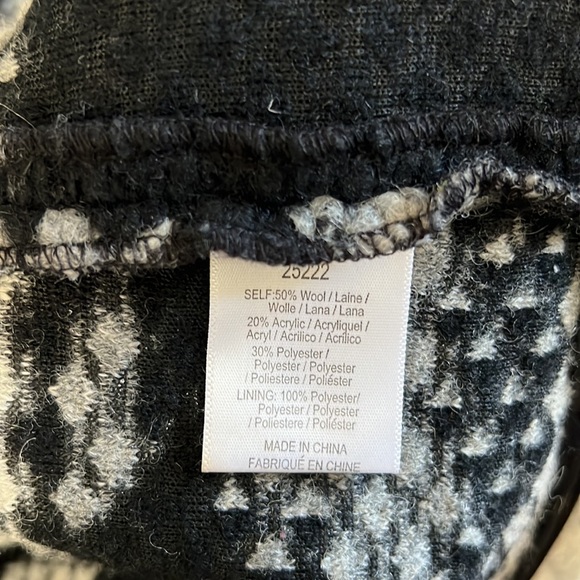 25222
SELF:50% Wool / Laine /
Wolle / Lana / Lana
20% Acrylic / Acryliquel /
Acryl / Acrilico / Acrílico
30% Polyester /
Polyester / Polyester
/ Poliestere / Poliéster
LINING: 100% Polyester/
Polyester / Polyester
/ Poliestere / Poliéster
MADE IN CHINA
FABRIQUÉ EN CHINE